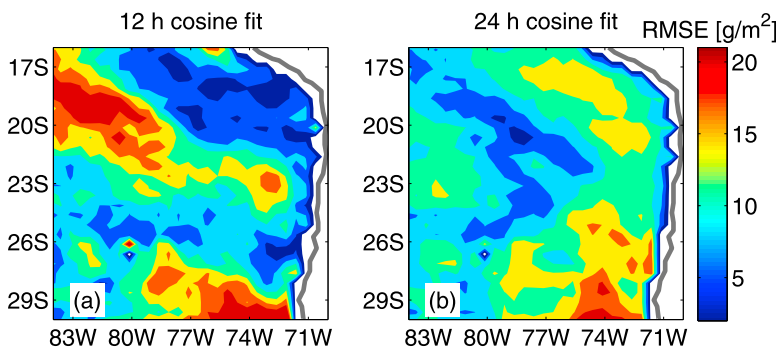 12 h cosine fit
24 h cosine fit
RMSE [g/m²]
17S
20S
23S
26S
29S
(a)
83W 80W 77W 74W 71W
17S
20S
23S
26S
29S
(b)
83W 80W 77W 74W 71W
20
15
10
5